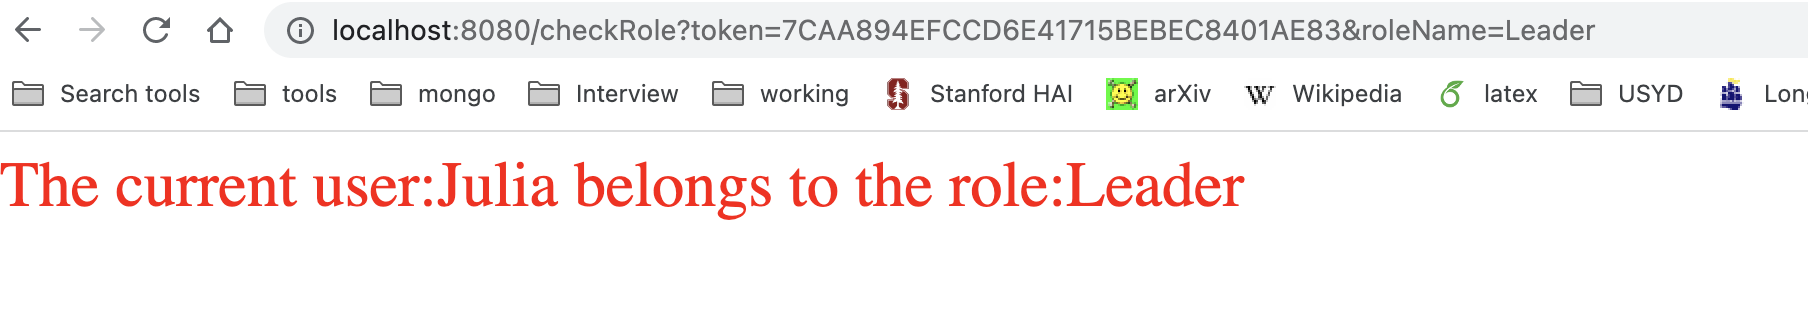 localhost:8080/checkRole?token=7CAA894EFCCD6E41715BEBEC8401AE83&roleName=Leader
Search tools tools mongo Interview working Stanford HAI arXiv W Wikipedia latex USYD Long
The current user:Julia belongs to the role:Leader